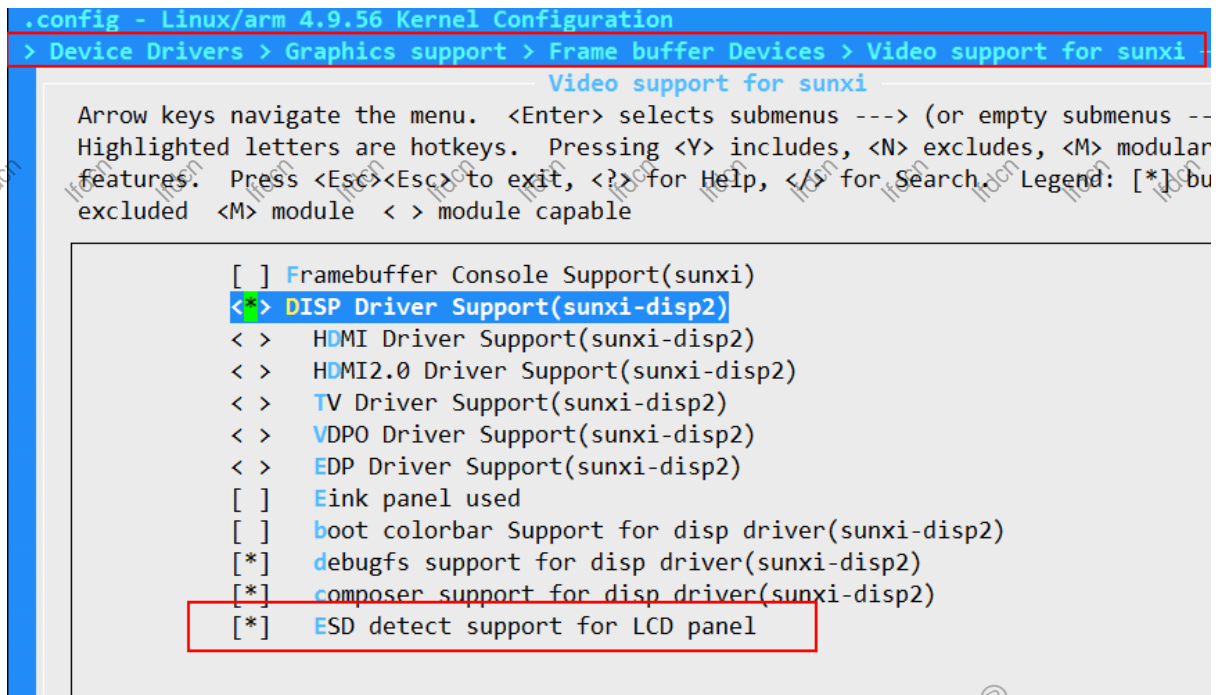 .config - Linux/arm 4.9.56 Kernel Configuration
> Device Drivers > Graphics support > Frame buffer Devices > Video support for sunxi -
Video support for sunxi
Arrow keys navigate the menu.  <Enter> selects submenus ---> (or empty submenus --
Highlighted letters are hotkeys.  Pressing <Y> includes, <N> excludes, <M> modular
features.  Press <Esc><Esc> to exit, <?> for Help, </> for Search.  Legend: [*] bu
excluded  <M> module  < > module capable
[ ] Framebuffer Console Support(sunxi)
<*> DISP Driver Support(sunxi-disp2)
< >   HDMI Driver Support(sunxi-disp2)
< >   HDMI2.0 Driver Support(sunxi-disp2)
< >   TV Driver Support(sunxi-disp2)
< >   VDPO Driver Support(sunxi-disp2)
< >   EDP Driver Support(sunxi-disp2)
[ ]   Eink panel used
[ ]   boot colorbar Support for disp driver(sunxi-disp2)
[*]   debugfs support for disp driver(sunxi-disp2)
[*]   composer support for disp driver(sunxi-disp2)
[*]   ESD detect support for LCD panel